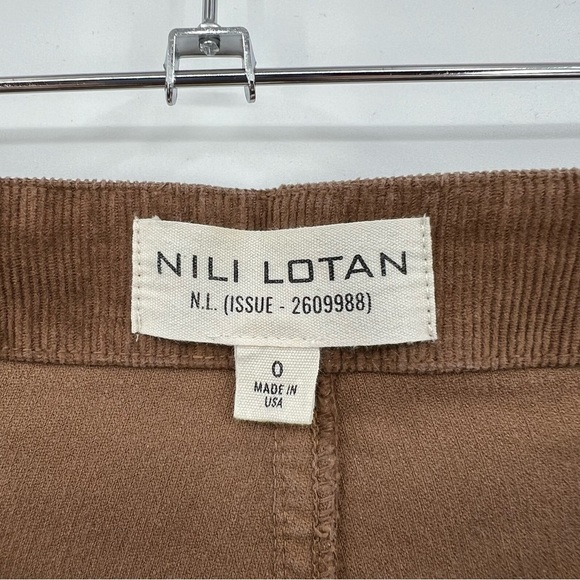 NILI LOTAN
N.L. (ISSUE - 2609988)
0
MADE IN
USA